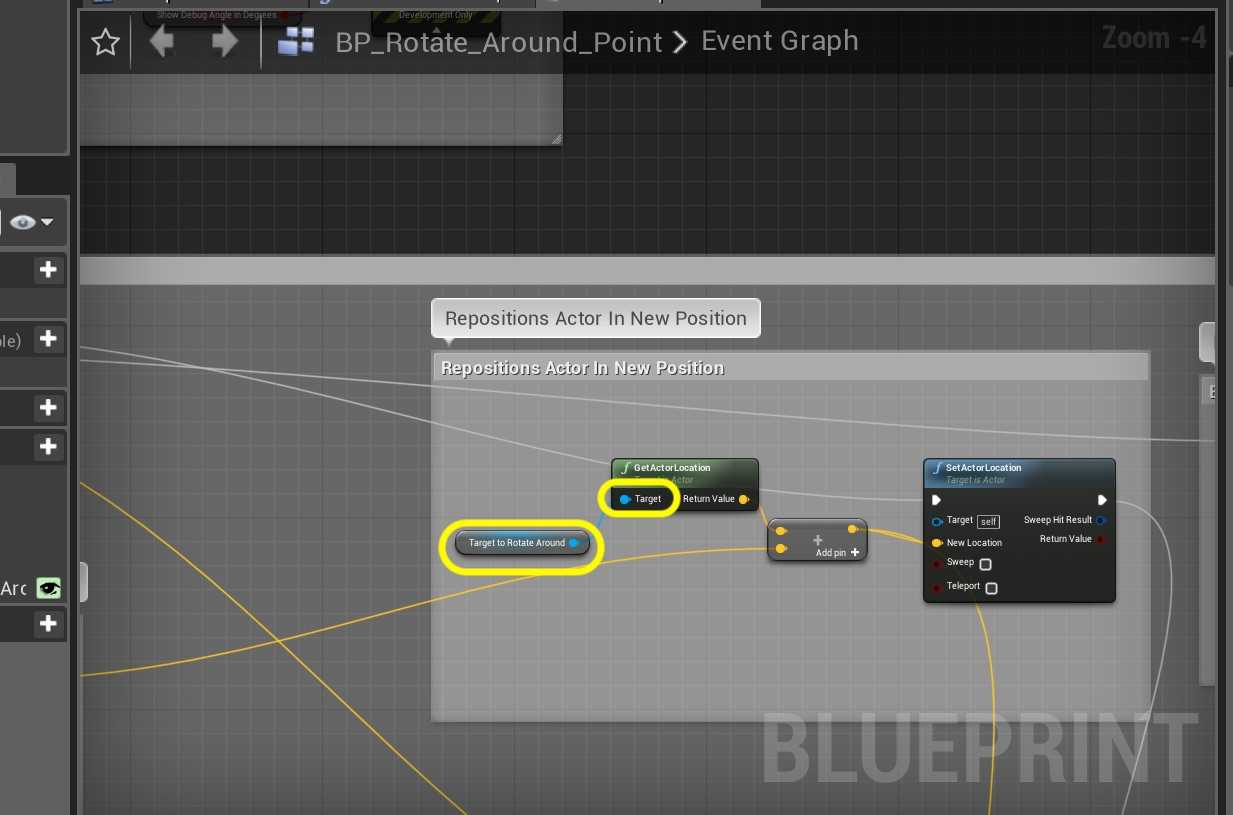 Show Debug Angle in Degrees
Development Only
BP_Rotate_Around_Point
Event Graph
Zoom -4
Repositions Actor In New Position
Repositions Actor In New Position
GetActorLocation
Target is Actor
Target
Return Value
Target to Rotate Around
Add pin
SetActorLocation
Target is Actor
Target self
Sweep Hit Result
New Location
Return Value
Sweep
Teleport
BLUEPRINT